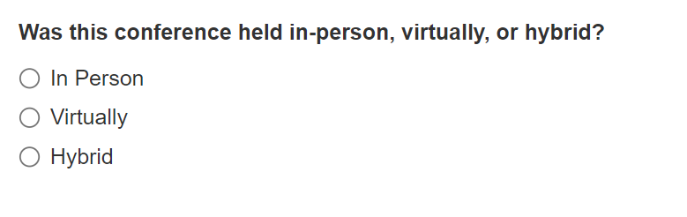 Was this conference held in-person, virtually, or hybrid?
In Person
Virtually
Hybrid